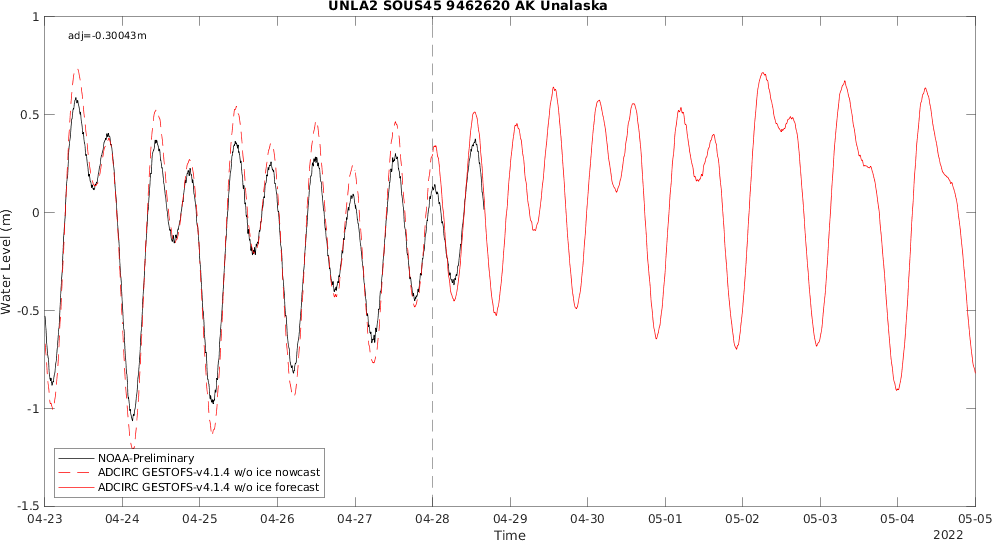 UNLA2 SOUS45 9462620 AK Unalaska
adj=-0.30043m
1
0.5
0
-0.5
-1
-1.5
Water Level (m)
NOAA-Preliminary
ADCIRC GESTOFS-v4.1.4 w/o ice nowcast
ADCIRC GESTOFS-v4.1.4 w/o ice forecast
04-23 04-24 04-25 04-26 04-27 04-28 04-29 04-30 05-01 05-02 05-03 05-04 05-05
Time
2022